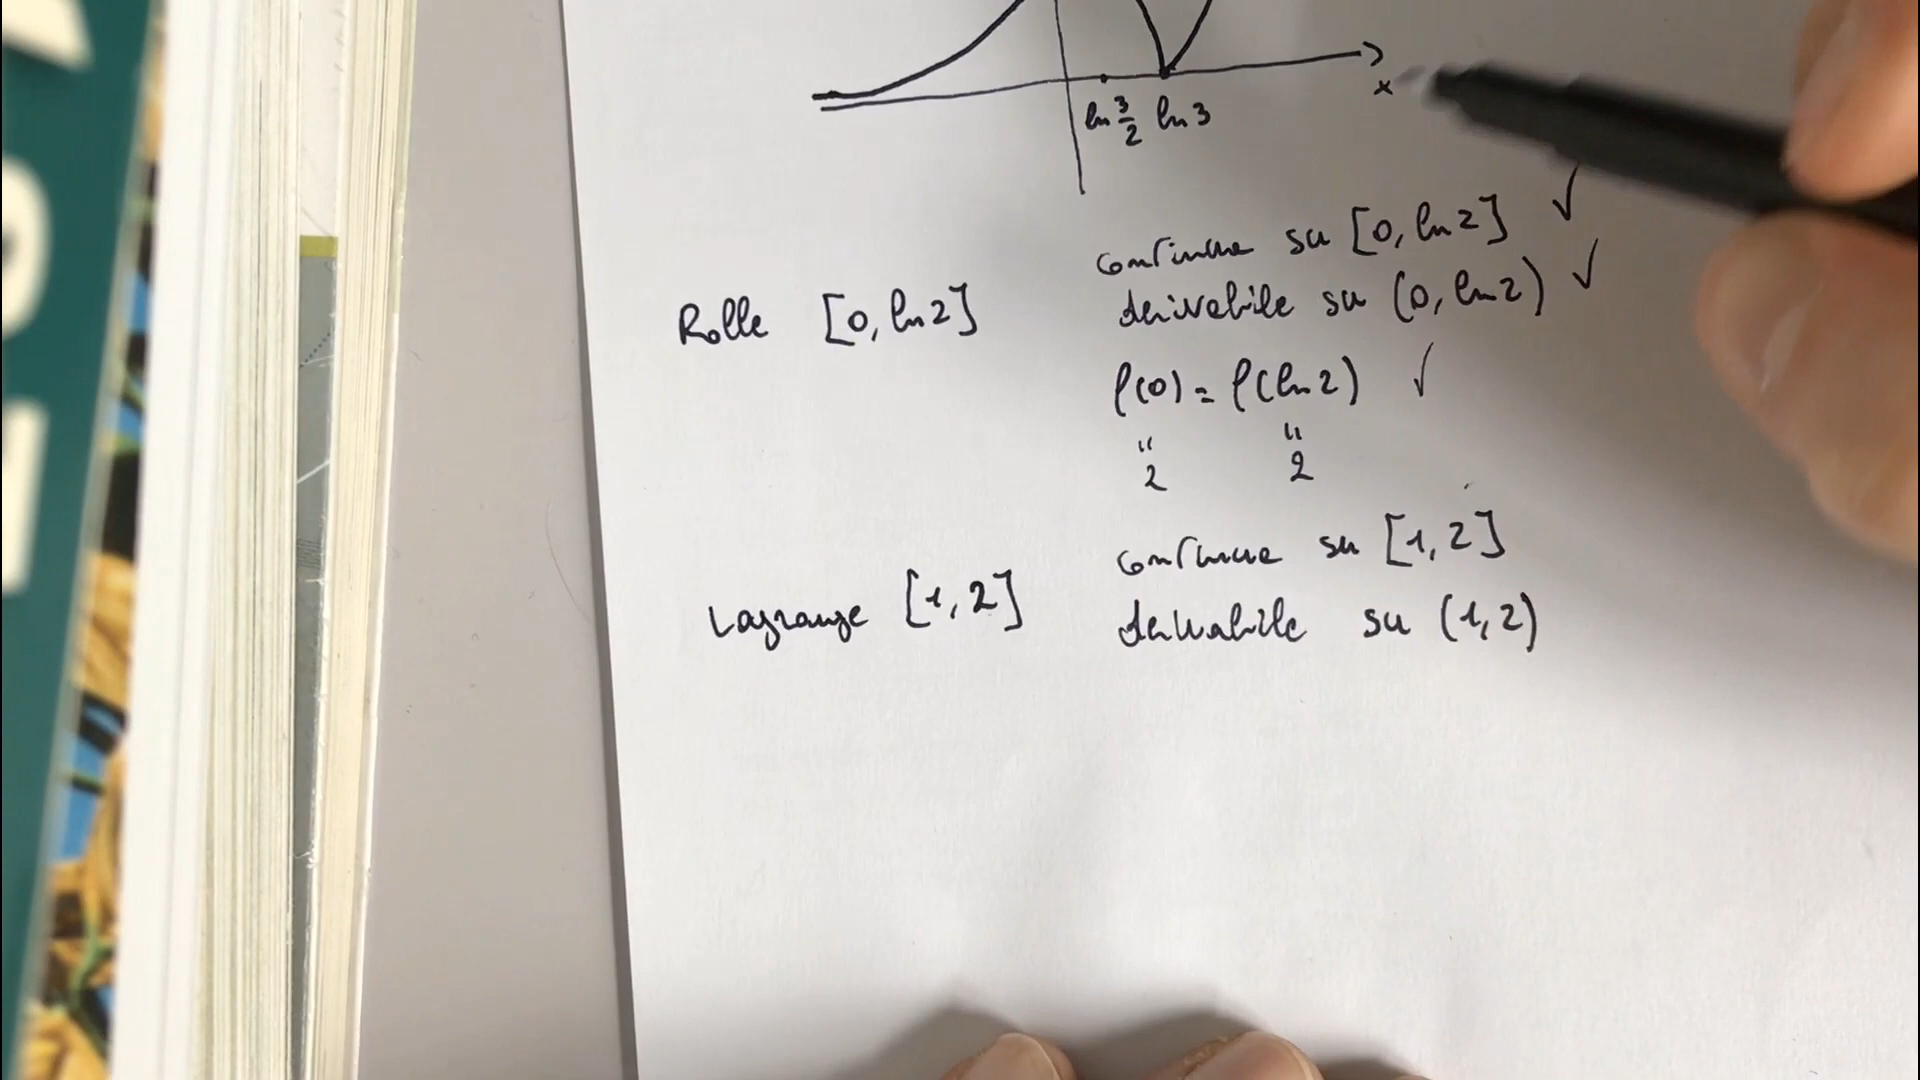 x
ln 3/2 ln 3
continua su [0, ln 2] ✓
derivabile su (0, ln 2) ✓
Rolle [0, ln 2]
f(0) = f(ln 2) ✓
" "
2 2
continua su [1, 2]
Lagrange [1, 2]
derivabile su (1, 2)